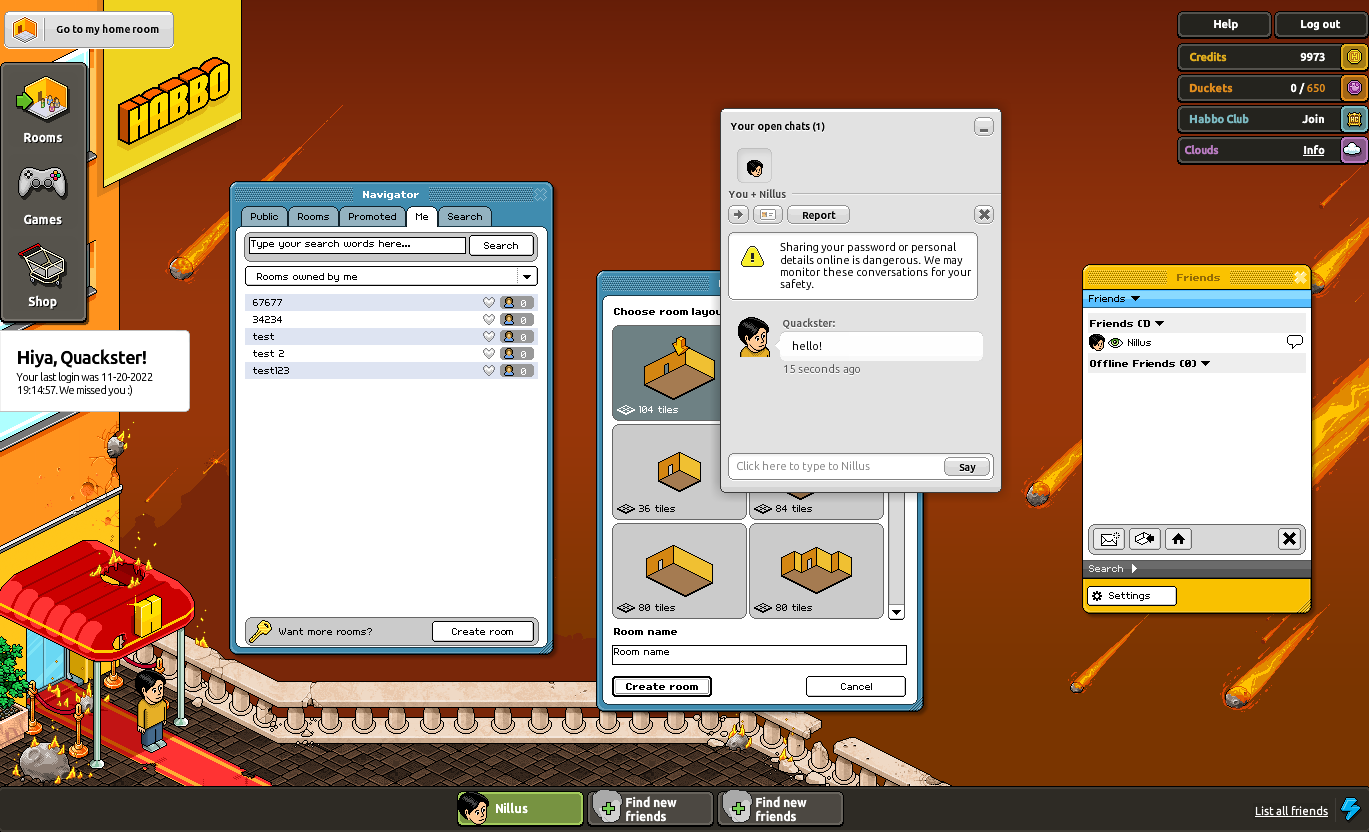 Go to my home room
HABBO
Rooms
Games
Shop
Hiya, Quackster!
Your last login was 11-20-2022
19:14:57. We missed you :)
Navigator
Public
Rooms
Promoted
Me
Search
Type your search words here...
Search
Rooms owned by me
67677
0
34234
0
test
0
test 2
0
test123
0
Want more rooms?
Create room
Choose room layou
104 tiles
36 tiles
84 tiles
80 tiles
80 tiles
Room name
Room name
Create room
Cancel
Your open chats (1)
You + Nillus
Report
Sharing your password or personal
details online is dangerous. We may
monitor these conversations for your
safety.
Quackster:
hello!
15 seconds ago
Click here to type to Nillus
Say
Help
Log out
Credits
9973
Duckets
0 / 650
Habbo Club
Join
HC
Clouds
Info
Friends
Friends
Friends (1)
Nillus
Offline Friends (0)
Search
Settings
H
Nillus
Find new
friends
Find new
friends
List all friends